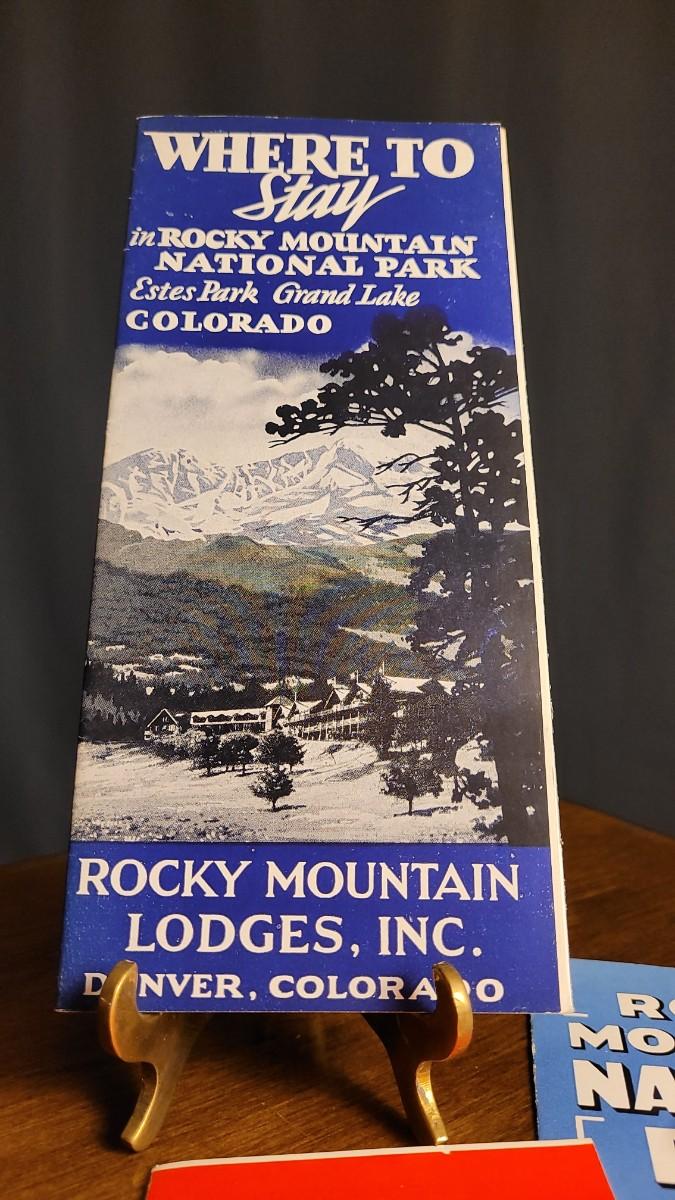 WHERE TO
Stay
in ROCKY MOUNTAIN
NATIONAL PARK
Estes Park Grand Lake
COLORADO
ROCKY MOUNTAIN
LODGES, INC.
DENVER, COLORADO